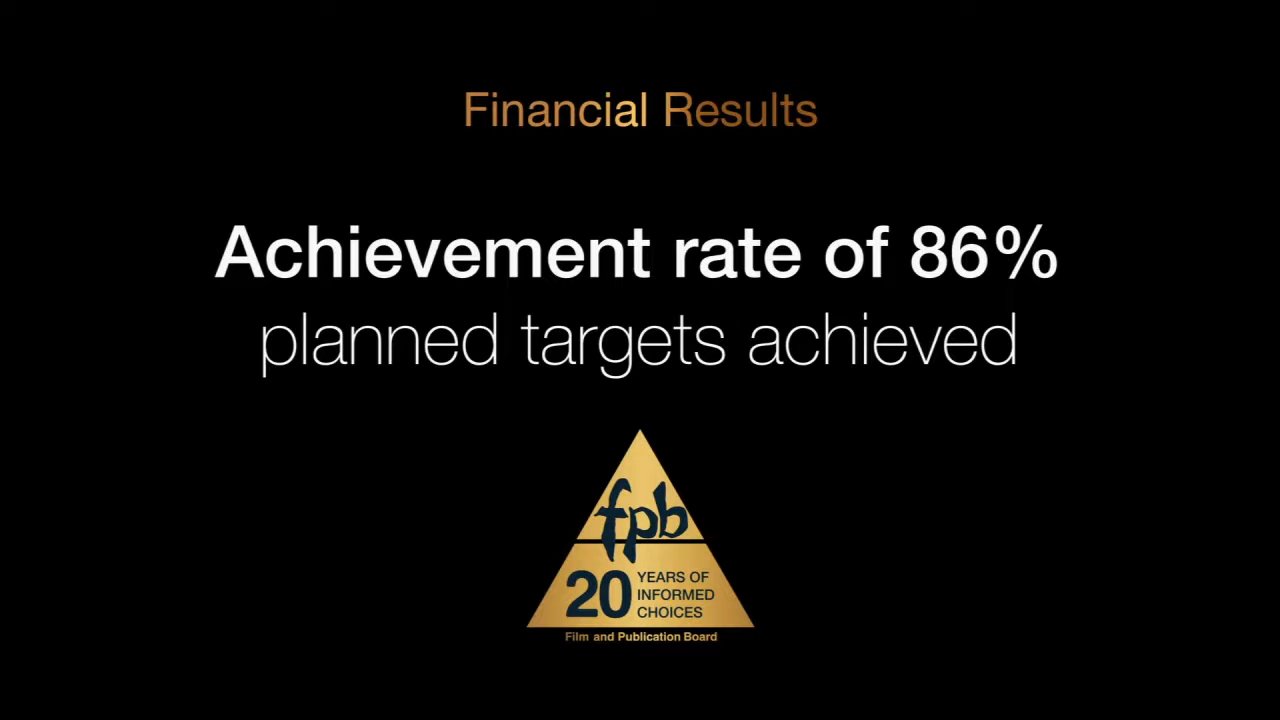 Financial Results
Achievement rate of 86%
planned targets achieved
fpb
20 YEARS OF
INFORMED
CHOICES
Film and Publication Board